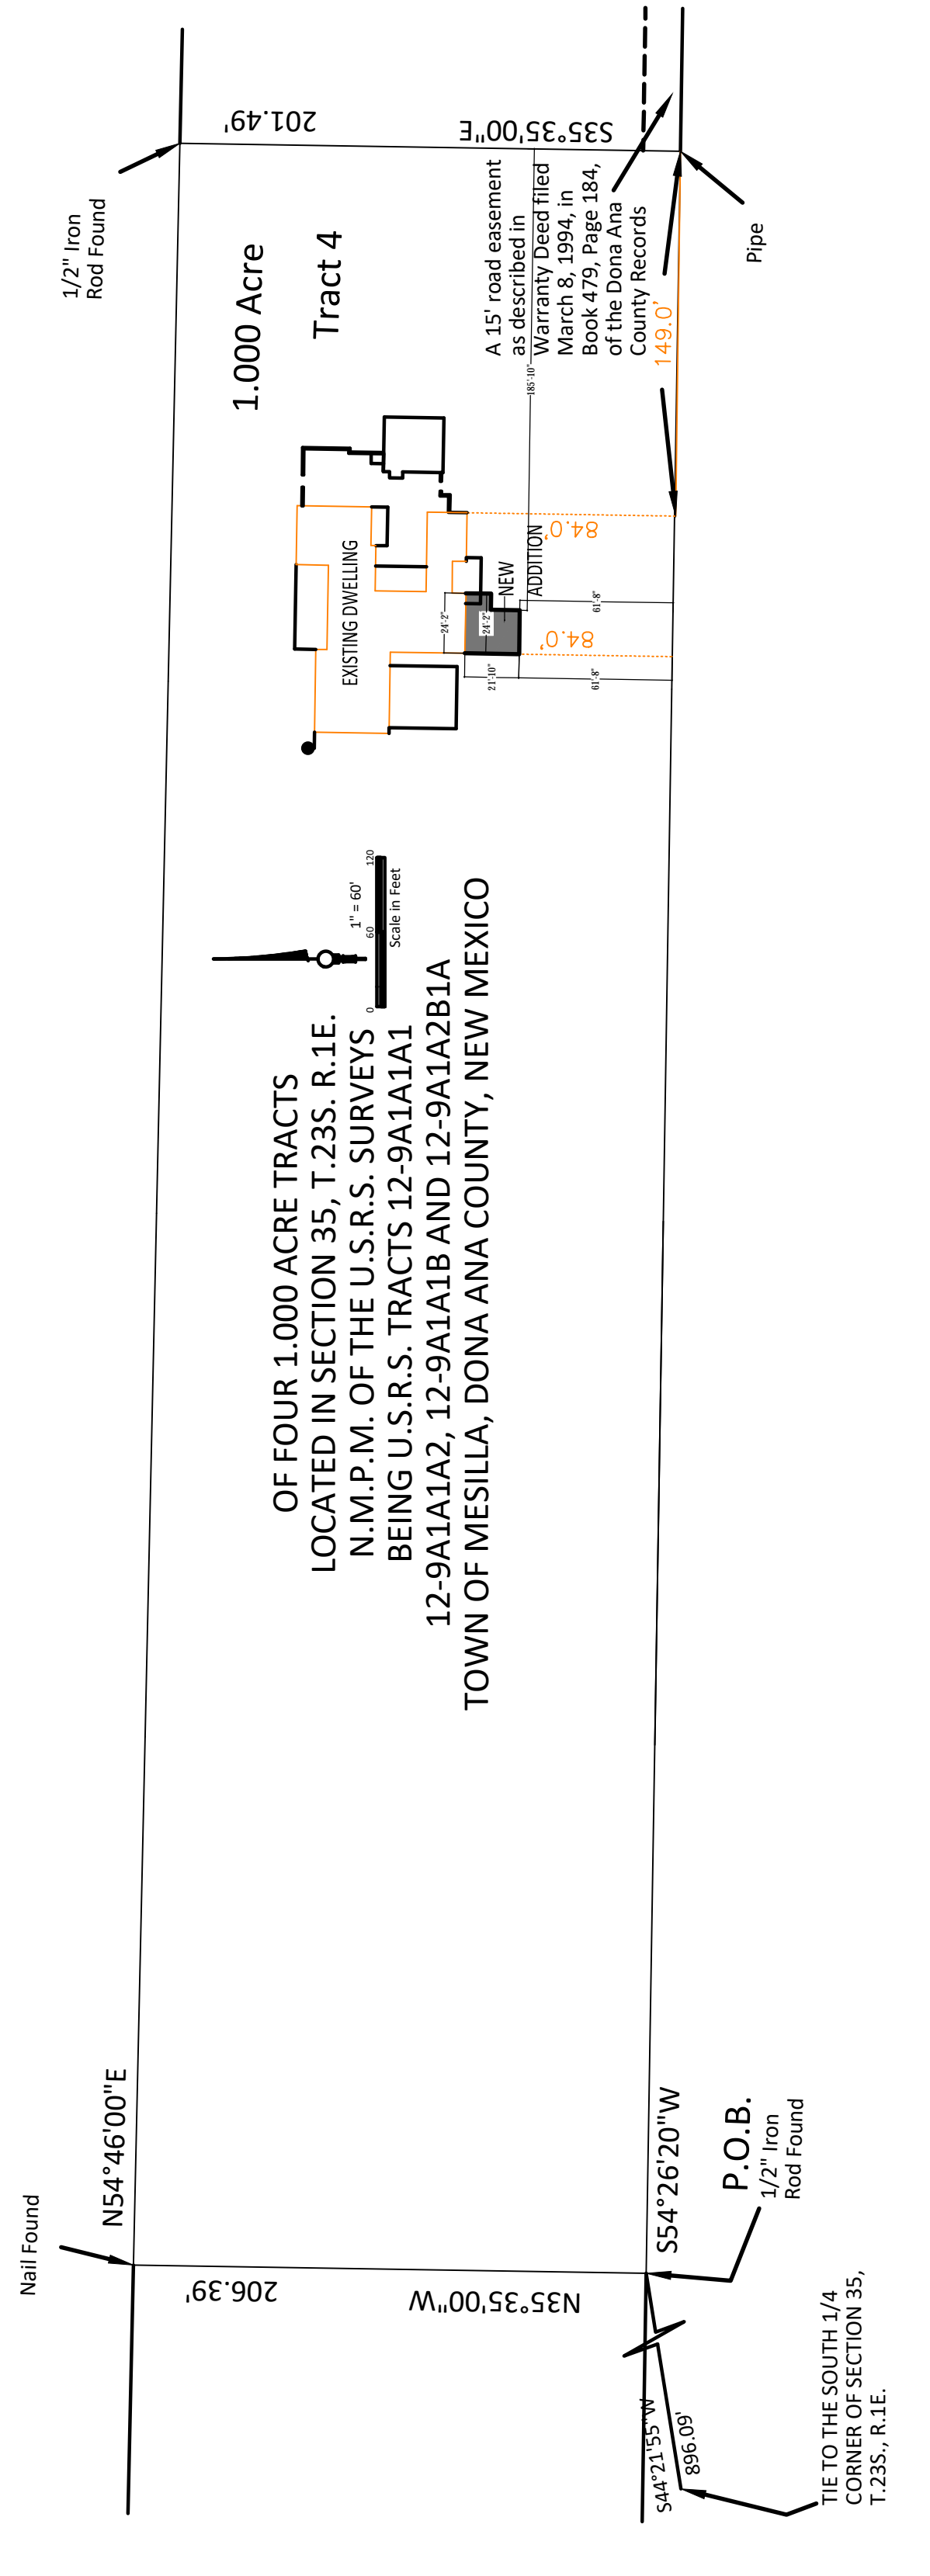 201.49'
S35°35'00"E
1/2" Iron
Rod Found
1.000 Acre
Tract 4
A 15' road easement
as described in
Warranty Deed filed
March 8, 1994, in
Book 479, Page 184,
of the Dona Ana
County Records
149.0'
Pipe
185'-10"
84.0'
84.0'
EXISTING DWELLING
NEW
ADDITION
24'-2"
24'-2"
21'-10"
61'-8"
61'-8"
1" = 60'
0
60
120
Scale in Feet
OF FOUR 1.000 ACRE TRACTS
LOCATED IN SECTION 35, T.23S. R.1E.
N.M.P.M. OF THE U.S.R.S. SURVEYS
BEING U.S.R.S. TRACTS 12-9A1A1A1
12-9A1A1A2, 12-9A1A1B AND 12-9A1A2B1A
TOWN OF MESILLA, DONA ANA COUNTY, NEW MEXICO
N54°46'00"E
Nail Found
206.39'
N35°35'00"W
S54°26'20"W
P.O.B.
1/2" Iron
Rod Found
S44°21'55"W
896.09'
TIE TO THE SOUTH 1/4
CORNER OF SECTION 35,
T.23S., R.1E.